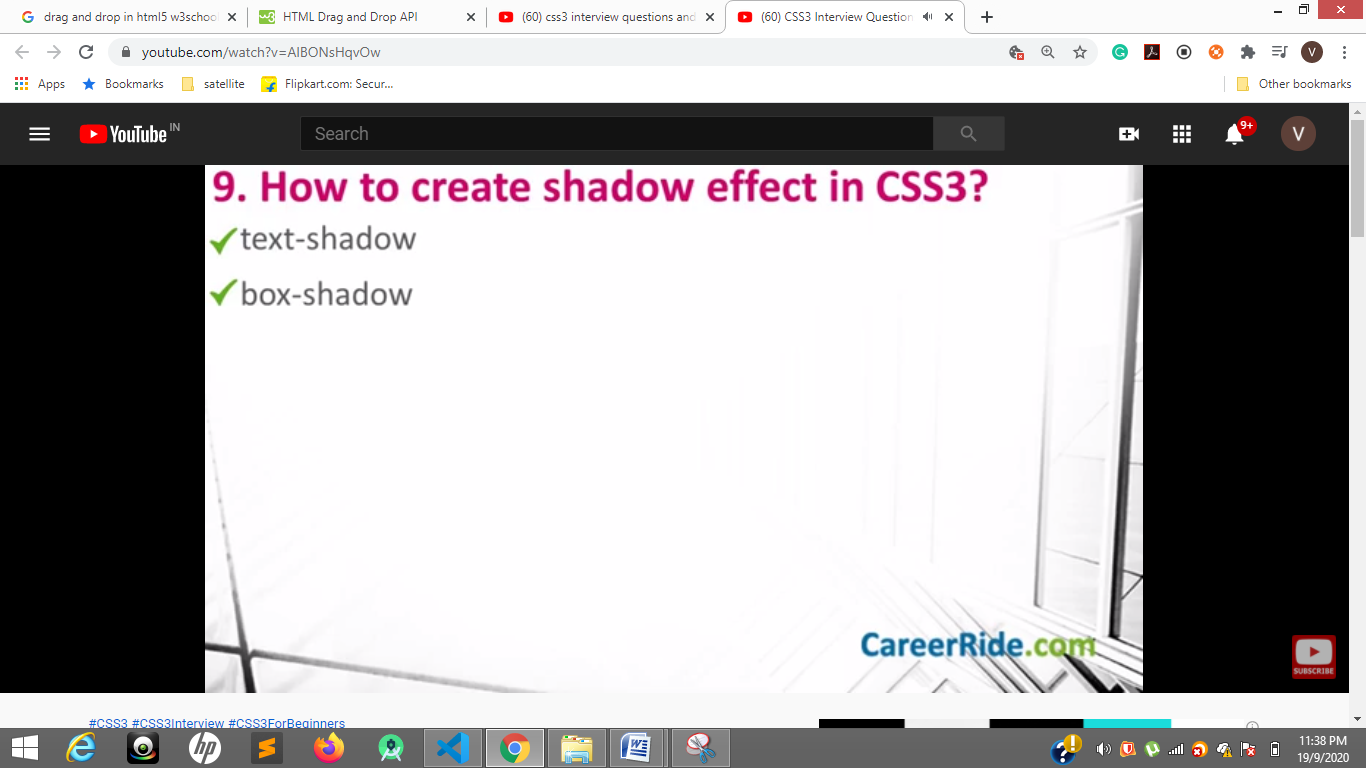 drag and drop in html5 w3school
HTML Drag and Drop API
(60) css3 interview questions and
(60) CSS3 Interview Question
youtube.com/watch?v=AIBONsHqvOw
V
Apps
Bookmarks
satellite
Flipkart.com: Secur...
Other bookmarks
YouTube IN
Search
9+
V
9. How to create shadow effect in CSS3?
text-shadow
box-shadow
CareerRide.com
SUBSCRIBE
#CSS3 #CSS3Interview #CSS3ForBeginners
11:38 PM
19/9/2020